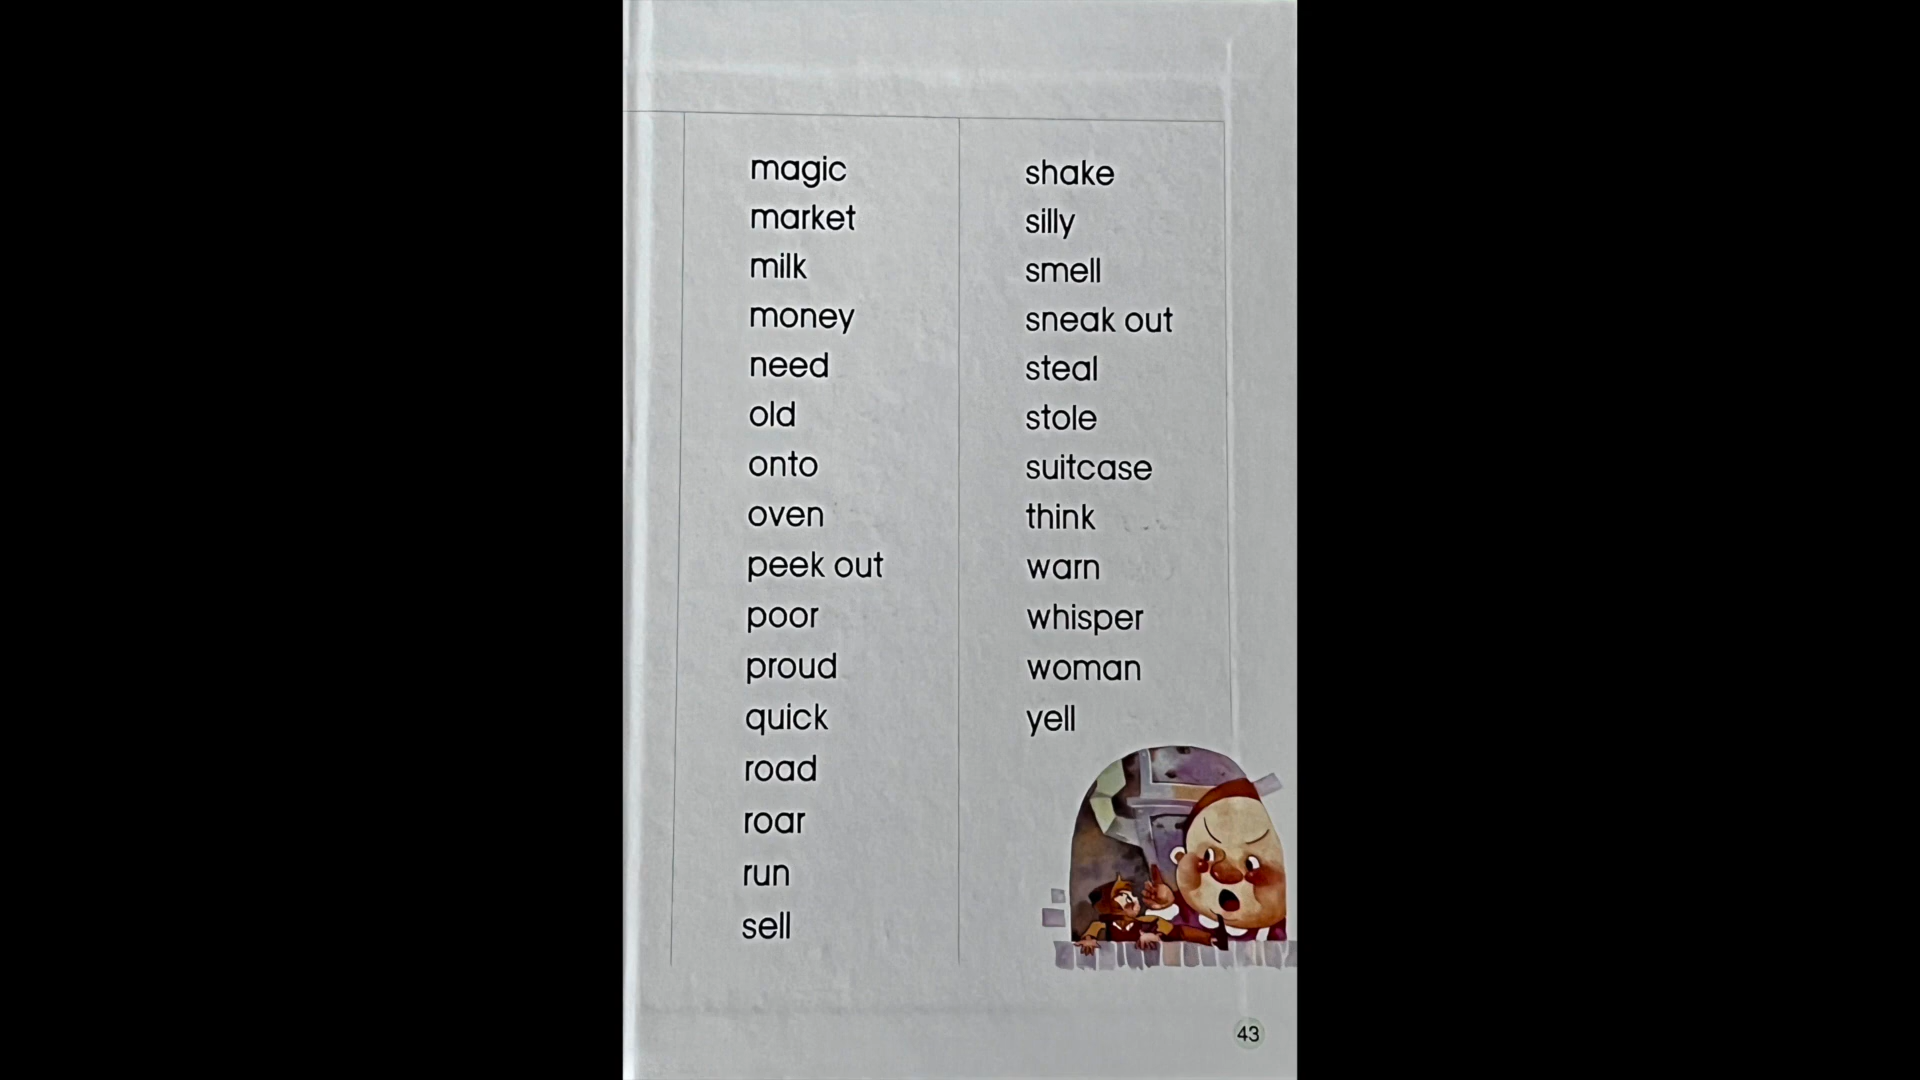 magic
market
milk
money
need
old
onto
oven
peek out
poor
proud
quick
road
roar
run
sell
shake
silly
smell
sneak out
steal
stole
suitcase
think
warn
whisper
woman
yell
43